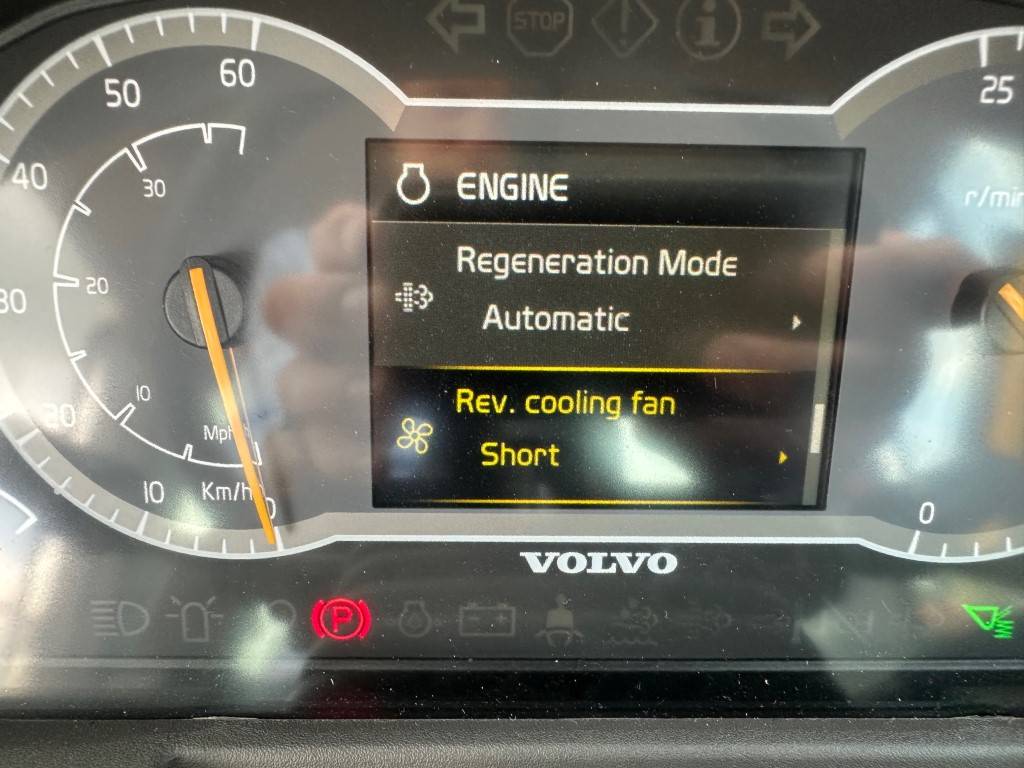 STOP
60
50
25
40
30
r/min
20
30
20
10
Mph
10
Km/h
0
ENGINE
Regeneration Mode
Automatic
Rev. cooling fan
Short
0
VOLVO
P